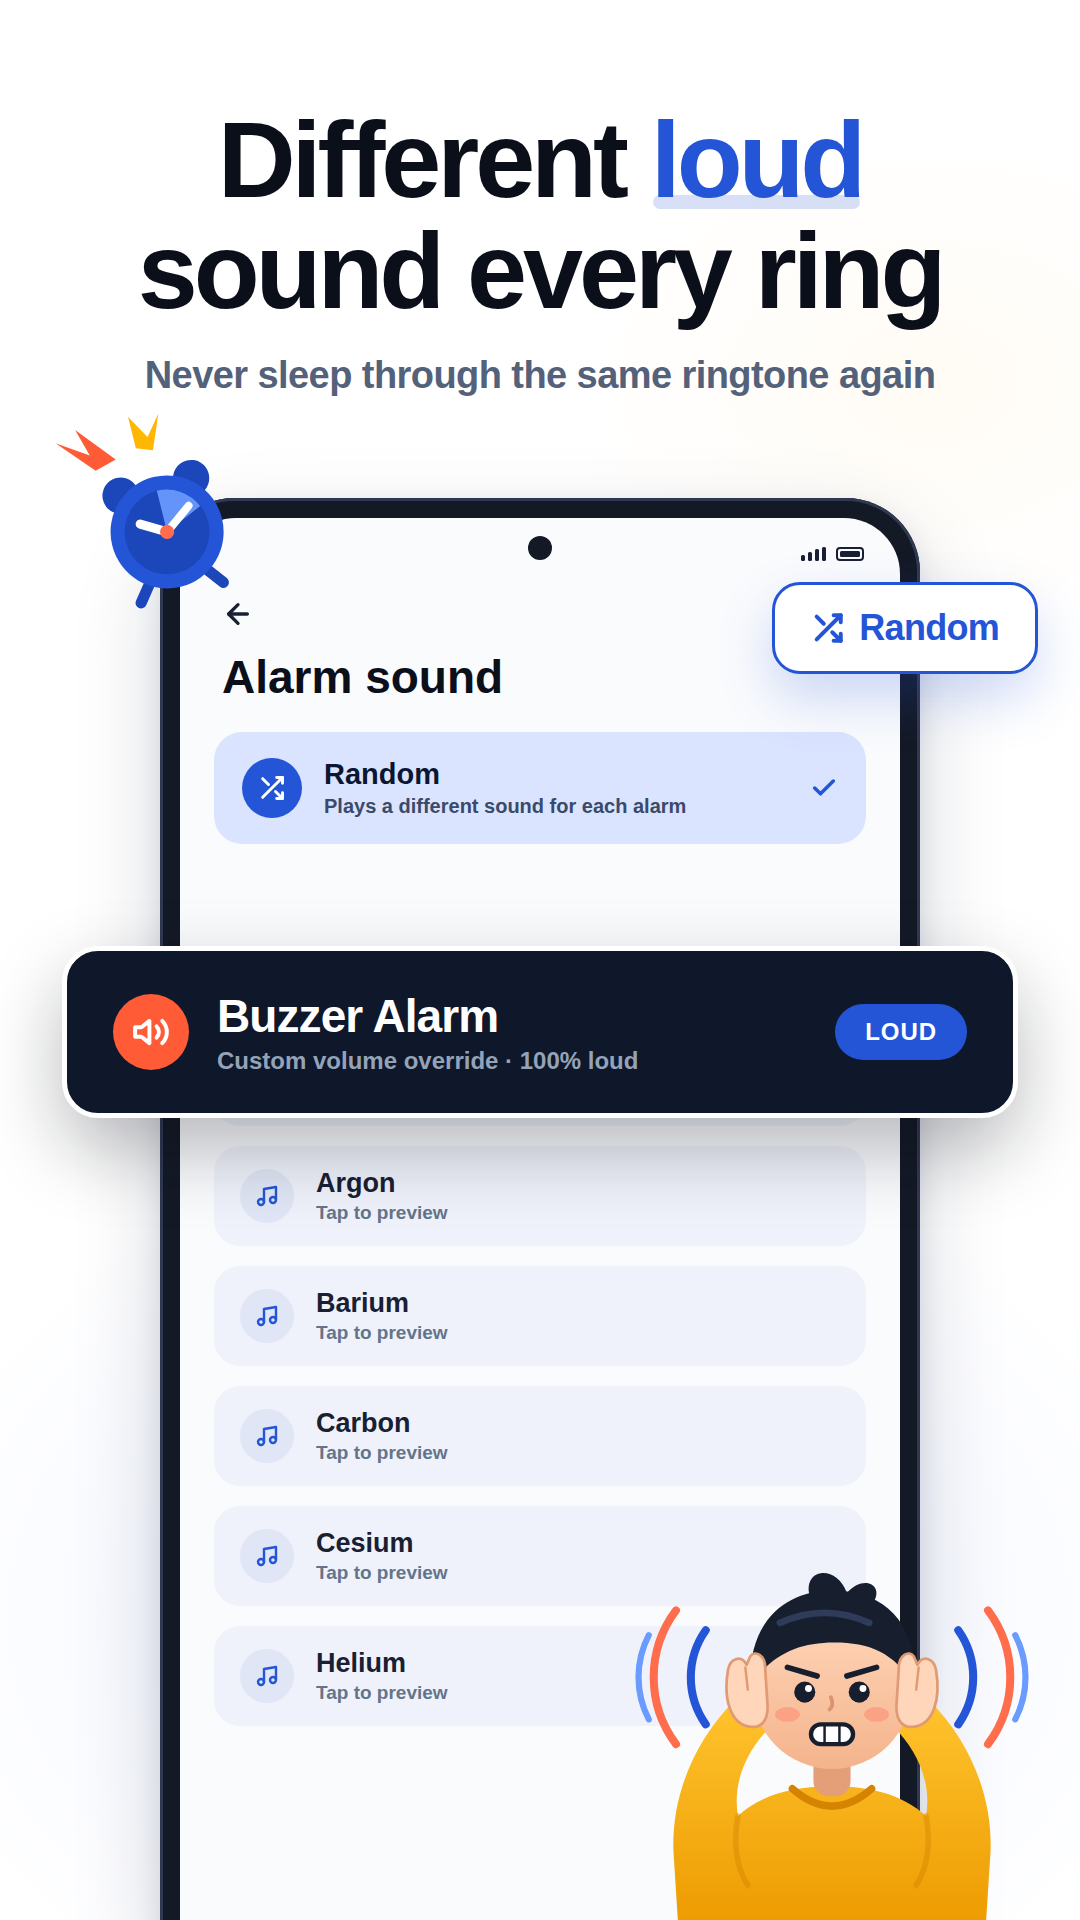 Different loud
sound every ring
Never sleep through the same ringtone again
Random
Alarm sound
Random
Plays a different sound for each alarm
Buzzer Alarm
Custom volume override · 100% loud
LOUD
Argon
Tap to preview
Barium
Tap to preview
Carbon
Tap to preview
Cesium
Tap to preview
Helium
Tap to preview